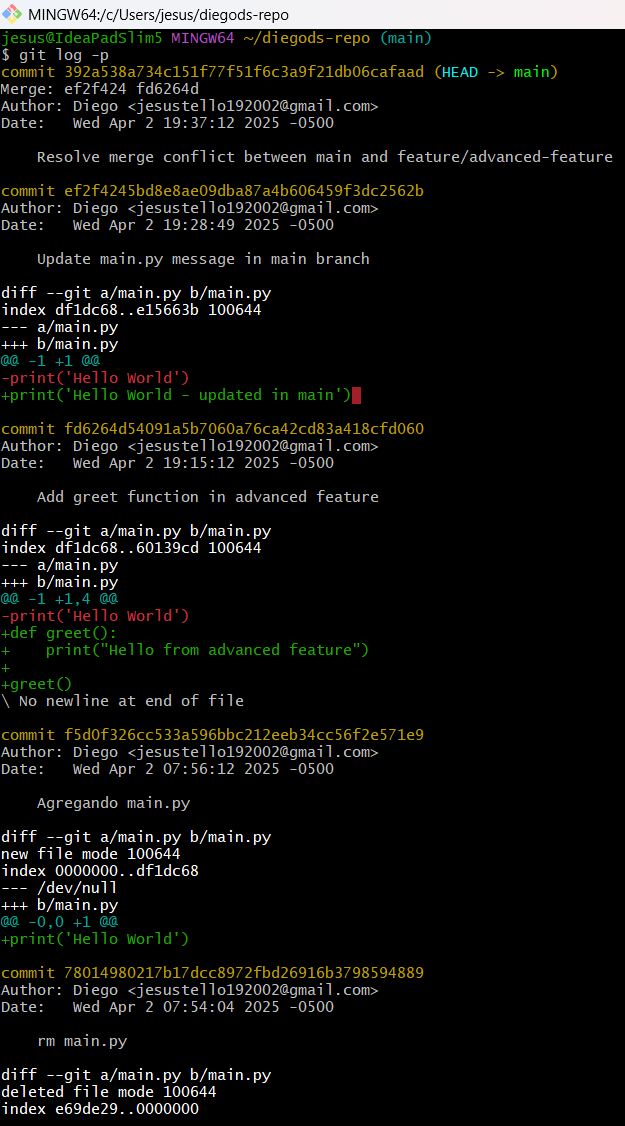 MINGW64:/c/Users/jesus/diegods-repo
jesus@IdeaPadSlim5 MINGW64 ~/diegods-repo (main)
$ git log -p
commit 392a538a734c151f77f51f6c3a9f21db06cafaad (HEAD -> main)
Merge: ef2f424 fd6264d
Author: Diego <jesustello192002@gmail.com>
Date:   Wed Apr 2 19:37:12 2025 -0500

    Resolve merge conflict between main and feature/advanced-feature

commit ef2f4245bd8e8ae09dba87a4b606459f3dc2562b
Author: Diego <jesustello192002@gmail.com>
Date:   Wed Apr 2 19:28:49 2025 -0500

    Update main.py message in main branch

diff --git a/main.py b/main.py
index df1dc68..e15663b 100644
--- a/main.py
+++ b/main.py
@@ -1 +1 @@
-print('Hello World')
+print('Hello World - updated in main')

commit fd6264d54091a5b7060a76ca42cd83a418cfd060
Author: Diego <jesustello192002@gmail.com>
Date:   Wed Apr 2 19:15:12 2025 -0500

    Add greet function in advanced feature

diff --git a/main.py b/main.py
index df1dc68..60139cd 100644
--- a/main.py
+++ b/main.py
@@ -1 +1,4 @@
-print('Hello World')
+def greet():
+    print("Hello from advanced feature")
+
+greet()
\ No newline at end of file

commit f5d0f326cc533a596bbc212eeb34cc56f2e571e9
Author: Diego <jesustello192002@gmail.com>
Date:   Wed Apr 2 07:56:12 2025 -0500

    Agregando main.py

diff --git a/main.py b/main.py
new file mode 100644
index 0000000..df1dc68
--- /dev/null
+++ b/main.py
@@ -0,0 +1 @@
+print('Hello World')

commit 78014980217b17dcc8972fbd26916b3798594889
Author: Diego <jesustello192002@gmail.com>
Date:   Wed Apr 2 07:54:04 2025 -0500

    rm main.py

diff --git a/main.py b/main.py
deleted file mode 100644
index e69de29..0000000